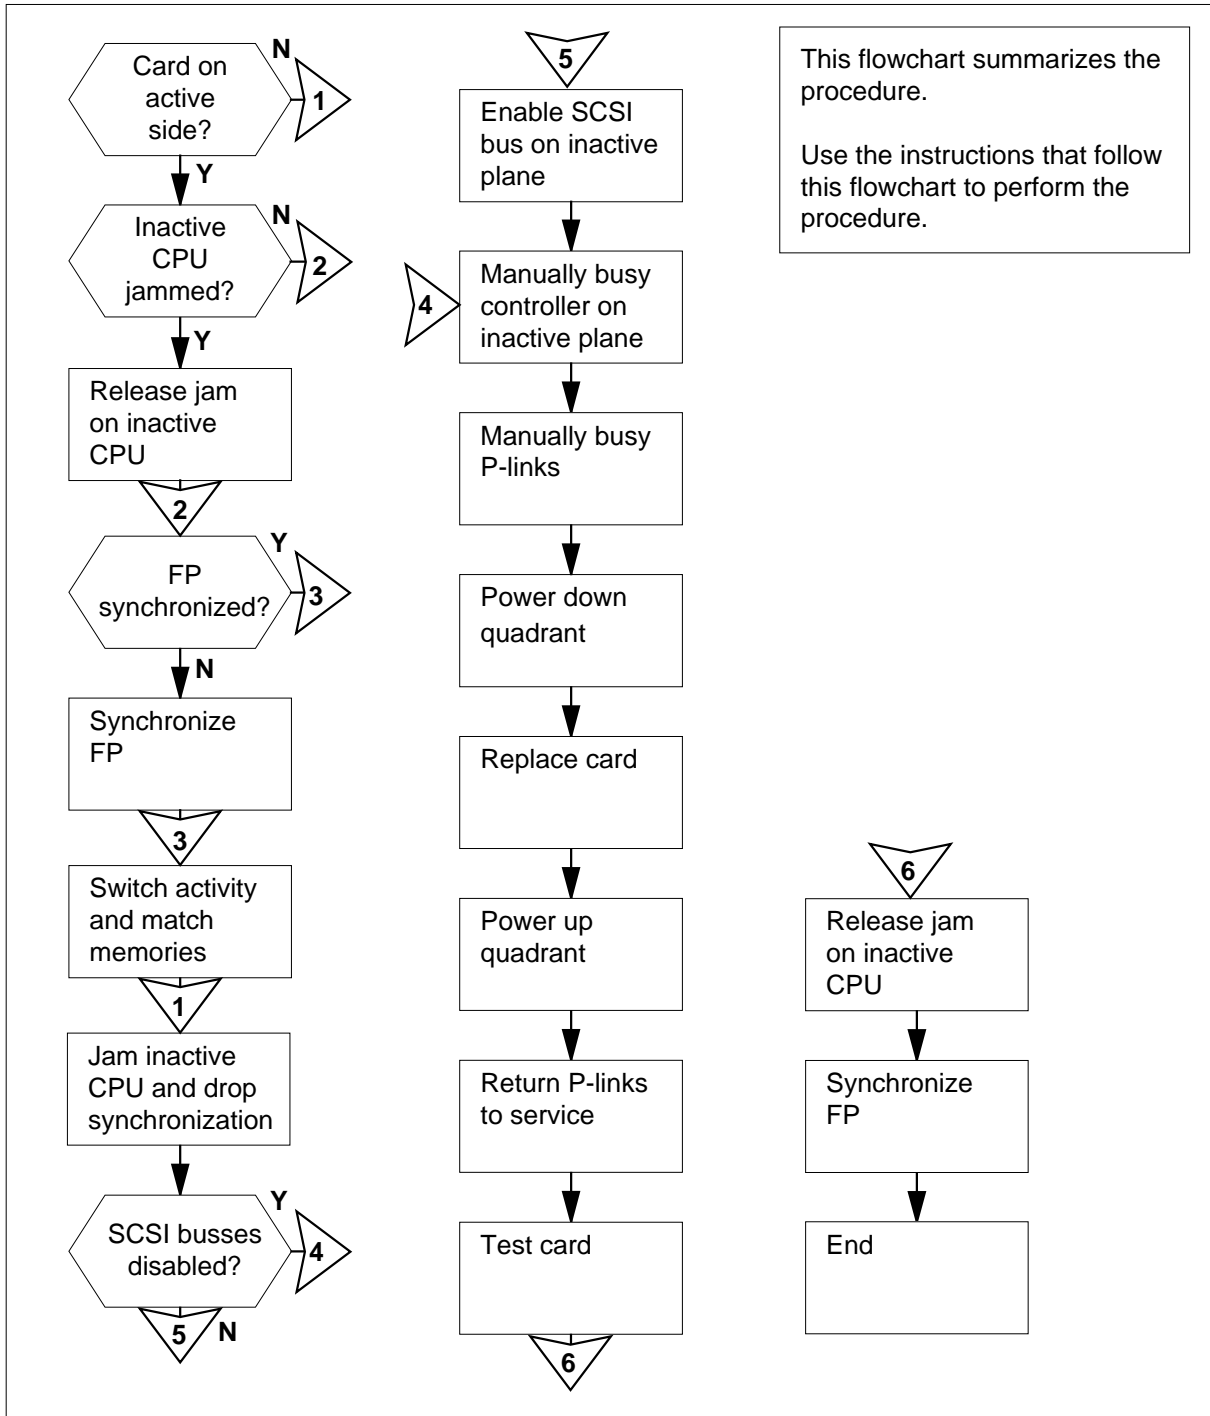 Card on
active
side?
N
1
Y
Inactive
CPU
jammed?
N
2
Y
Release jam
on inactive
CPU
2
FP
synchronized?
Y
3
N
Synchronize
FP
3
Switch activity
and match
memories
1
Jam inactive
CPU and drop
synchronization
SCSI busses
disabled?
Y
4
5
N
5
Enable SCSI
bus on inactive
plane
4
Manually busy
controller on
inactive plane
Manually busy
P-links
Power down
quadrant
Replace card
Power up
quadrant
Return P-links
to service
Test card
6
This flowchart summarizes the
procedure.
Use the instructions that follow
this flowchart to perform the
procedure.
6
Release jam
on inactive
CPU
Synchronize
FP
End